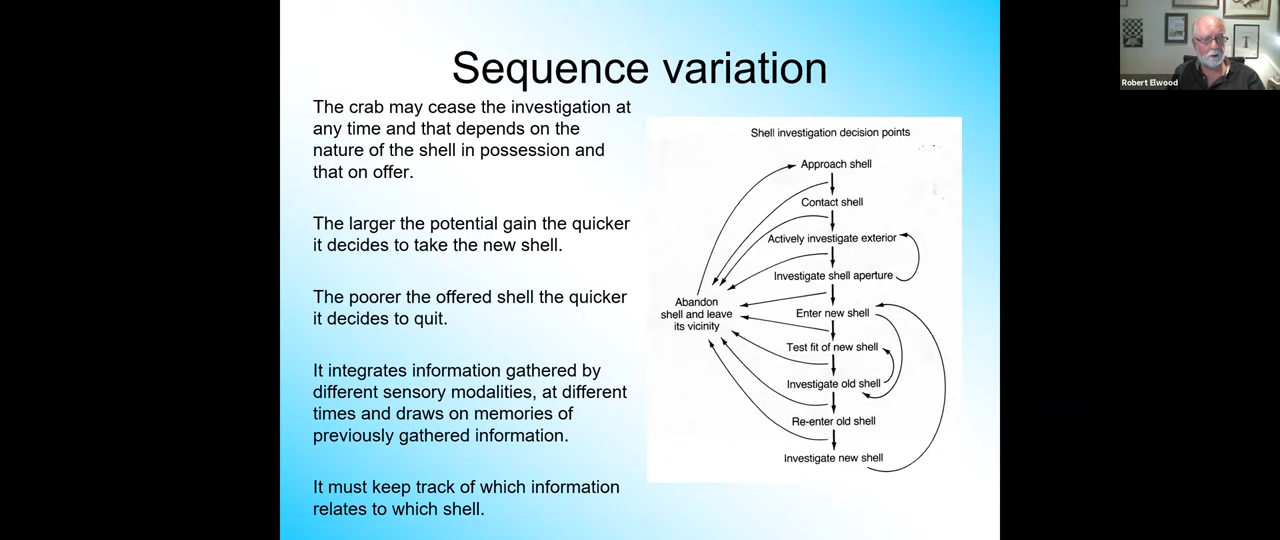 Sequence variation
The crab may cease the investigation at
any time and that depends on the
nature of the shell in possession and
that on offer.
The larger the potential gain the quicker
it decides to take the new shell.
The poorer the offered shell the quicker
it decides to quit.
It integrates information gathered by
different sensory modalities, at different
times and draws on memories of
previously gathered information.
It must keep track of which information
relates to which shell.
Shell investigation decision points
Approach shell
Contact shell
Actively investigate exterior
Investigate shell aperture
Enter new shell
Test fit of new shell
Investigate old shell
Re-enter old shell
Investigate new shell
Abandon
shell and leave
its vicinity
Robert Elwood